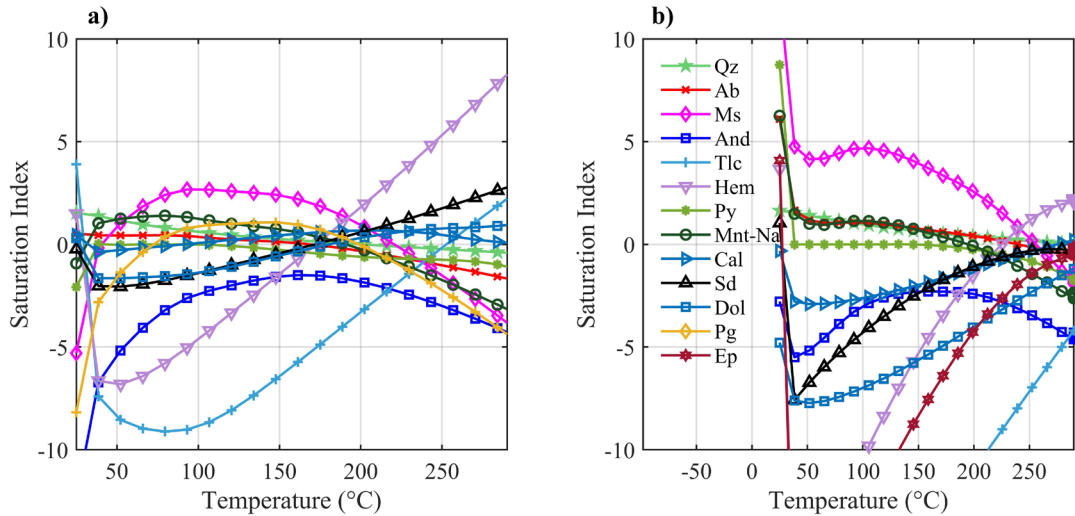 a)
10
5
0
-5
-10
50
100
150
200
250
Temperature (°C)
Saturation Index
b)
10
5
0
-5
-10
-50
0
50
100
150
200
250
Temperature (°C)
Saturation Index
Qz
Ab
Ms
And
Tlc
Hem
Py
Mnt-Na
Cal
Sd
Dol
Pg
Ep